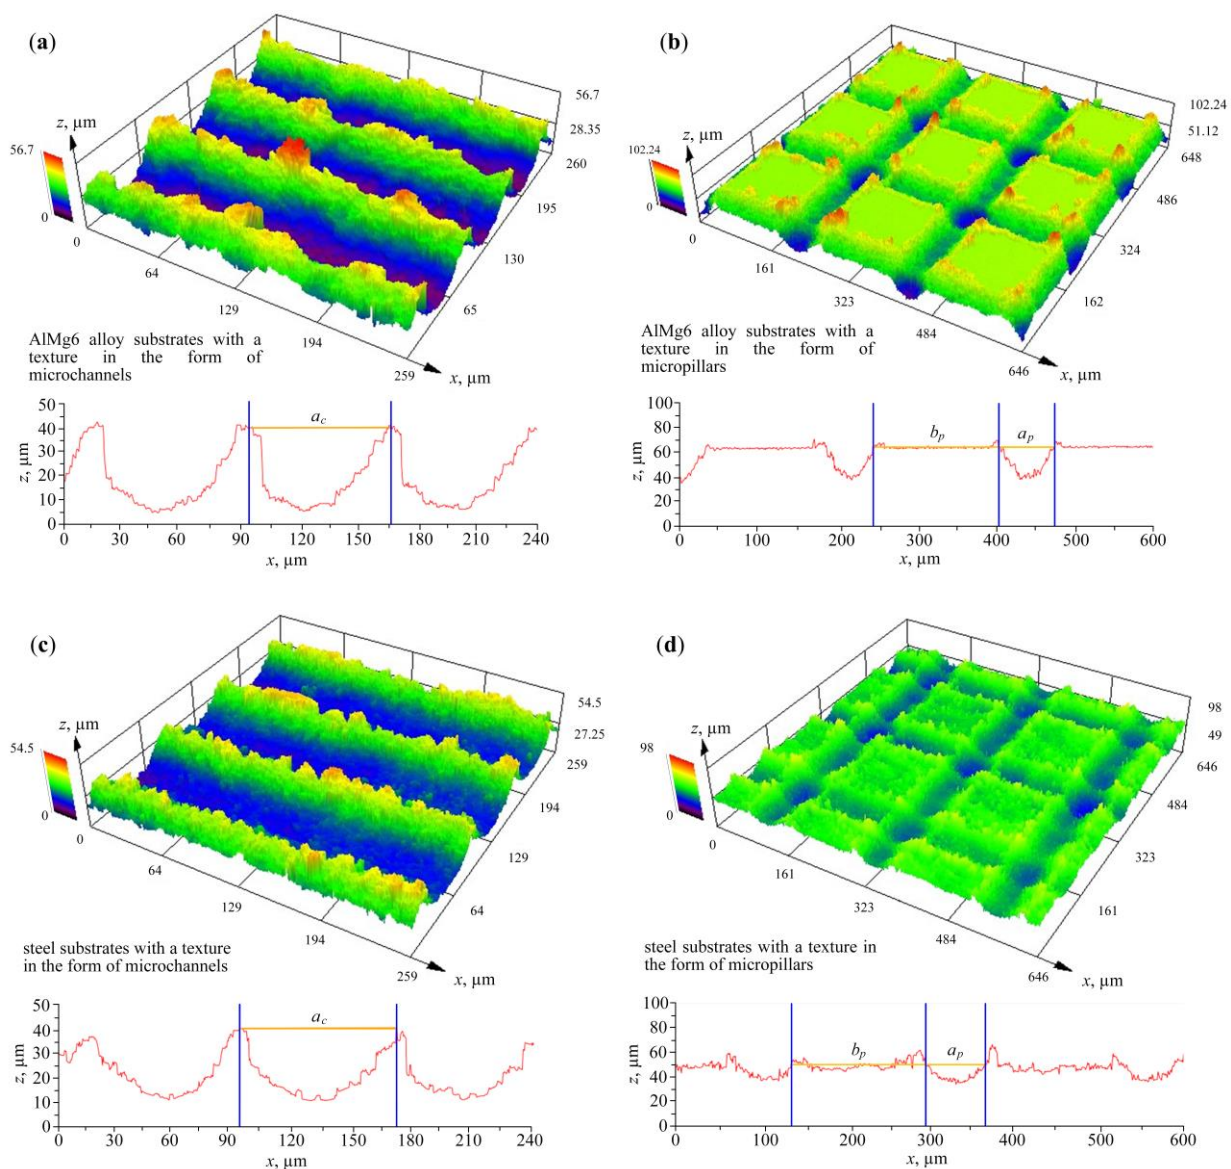 (a)
z, µm
56.7
0
0
64
129
194
259
x, µm
65
130
195
260
28.35
56.7
AlMg6 alloy substrates with a
texture in the form of
microchannels
50
40
30
20
10
0
z, µm
a_c
0 30 60 90 120 150 180 210 240
x, µm
(b)
z, µm
102.24
0
0
161
323
484
646
x, µm
162
324
486
648
51.12
102.24
AlMg6 alloy substrates with a
texture in the form of
micropillars
100
80
60
40
20
0
z, µm
b_p a_p
0 100 200 300 400 500 600
x, µm
(c)
z, µm
54.5
0
0
64
129
194
259
x, µm
64
129
194
259
27.25
54.5
steel substrates with a texture
in the form of microchannels
50
40
30
20
10
0
z, µm
a_c
0 30 60 90 120 150 180 210 240
x, µm
(d)
z, µm
98
0
0
161
323
484
646
x, µm
161
323
484
646
49
98
steel substrates with a texture in
the form of micropillars
100
80
60
40
20
0
z, µm
b_p a_p
0 100 200 300 400 500 600
x, µm